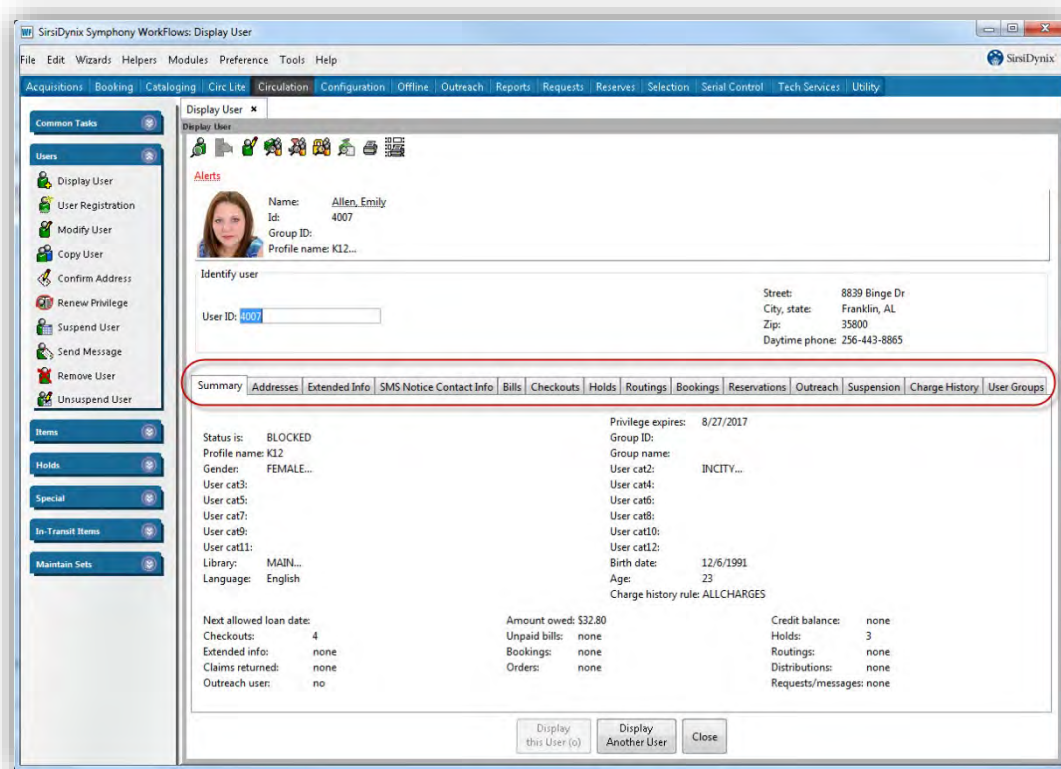 WF SirsiDynix Symphony WorkFlows: Display User
File Edit Wizards Helpers Modules Preference Tools Help
SirsiDynix
Acquisitions Booking Cataloging Circ Lite Circulation Configuration Offline Outreach Reports Requests Reserves Selection Serial Control Tech Services Utility
Common Tasks
Users
Display User
User Registration
Modify User
Copy User
Confirm Address
Renew Privilege
Suspend User
Send Message
Remove User
Unsuspend User
Items
Holds
Special
In-Transit Items
Maintain Sets
Display User
Display User
Alerts
Name: Allen, Emily
Id: 4007
Group ID:
Profile name: K12...
Identify user
User ID: 4007
Street: 8839 Binge Dr
City, state: Franklin, AL
Zip: 35800
Daytime phone: 256-443-8865
Summary Addresses Extended Info SMS Notice Contact Info Bills Checkouts Holds Routings Bookings Reservations Outreach Suspension Charge History User Groups
Privilege expires: 8/27/2017
Status is: BLOCKED Group ID:
Profile name: K12 Group name:
Gender: FEMALE... User cat2: INCITY...
User cat3: User cat4:
User cat5: User cat6:
User cat7: User cat8:
User cat9: User cat10:
User cat11: User cat12:
Library: MAIN... Birth date: 12/6/1991
Language: English Age: 23
Charge history rule: ALLCHARGES
Next allowed loan date: Amount owed: $32.80 Credit balance: none
Checkouts: 4 Unpaid bills: none Holds: 3
Extended info: none Bookings: none Routings: none
Claims returned: none Orders: none Distributions: none
Outreach user: no Requests/messages: none
Display this User (o)
Display Another User
Close